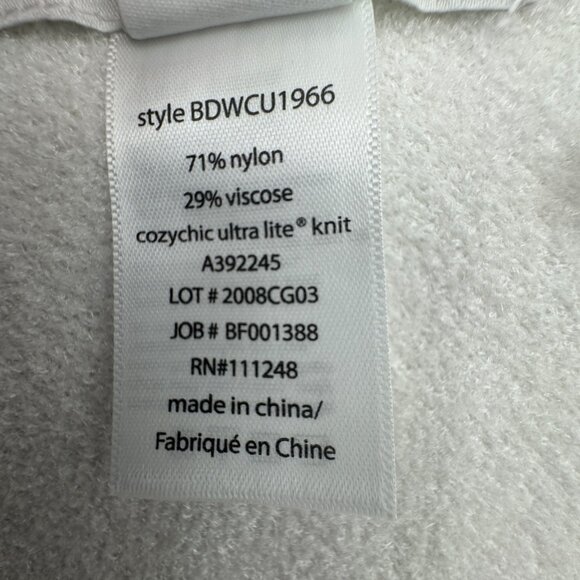 style BDWCU1966
71% nylon
29% viscose
cozychic ultra lite® knit
A392245
LOT # 2008CG03
JOB # BF001388
RN#111248
made in china/
Fabriqué en Chine